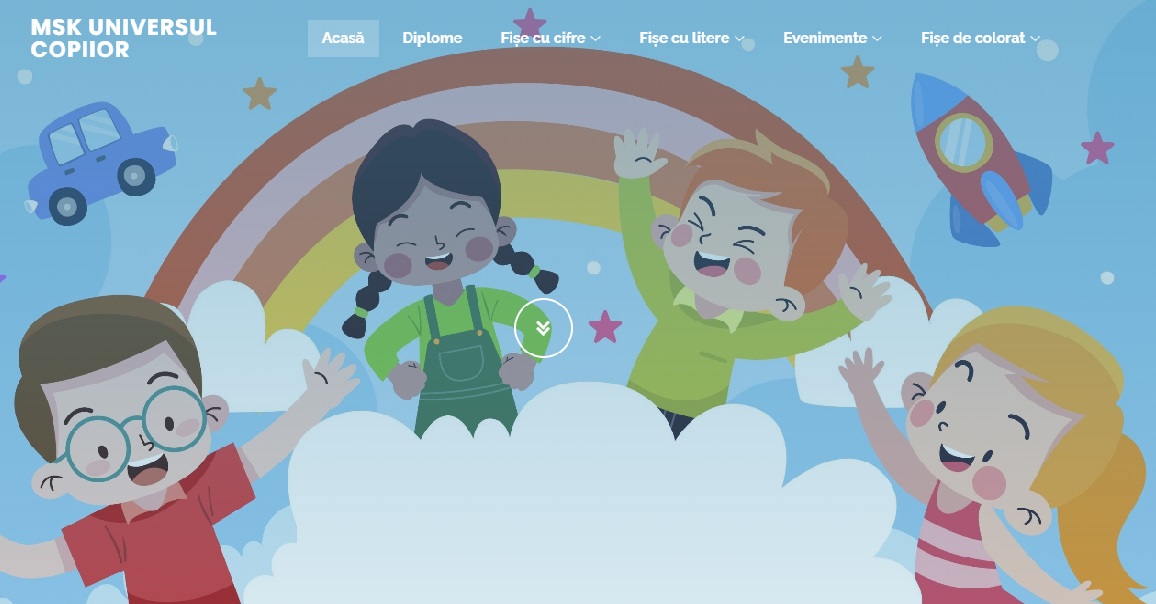 MSK UNIVERSUL
COPIIOR
Acasă
Diplome
Fișe cu cifre
Fișe cu litere
Evenimente
Fișe de colorat